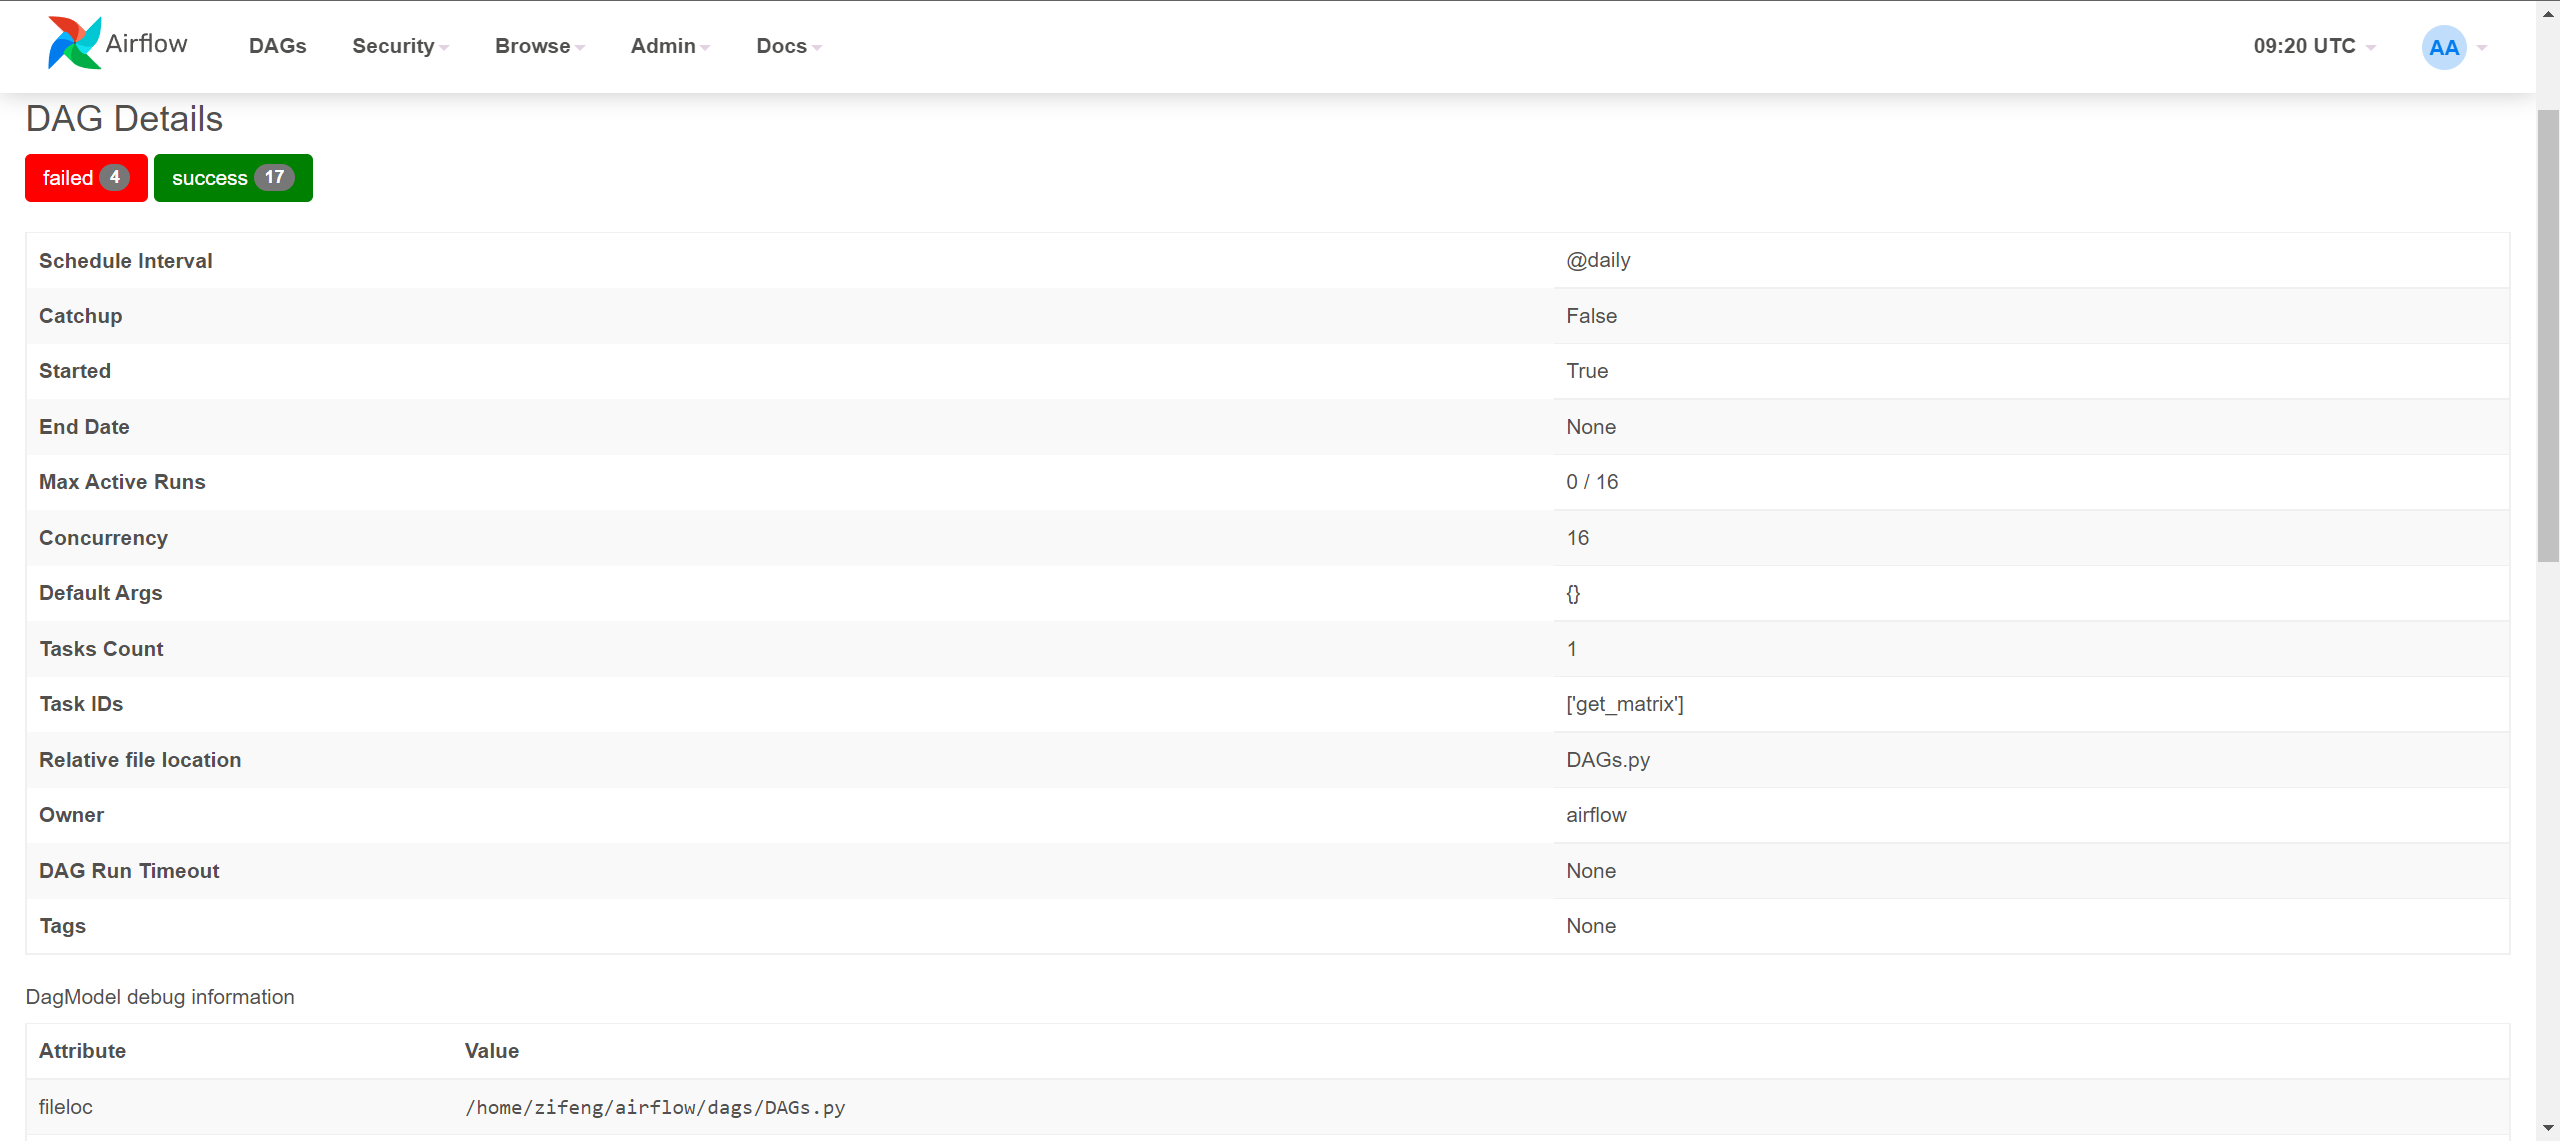 Airflow DAGs Security Browse Admin Docs 09:20 UTC AA
DAG Details
failed 4 success 17
Schedule Interval @daily
Catchup False
Started True
End Date None
Max Active Runs 0 / 16
Concurrency 16
Default Args {}
Tasks Count 1
Task IDs ['get_matrix']
Relative file location DAGs.py
Owner airflow
DAG Run Timeout None
Tags None
DagModel debug information
Attribute Value
fileloc /home/zifeng/airflow/dags/DAGs.py